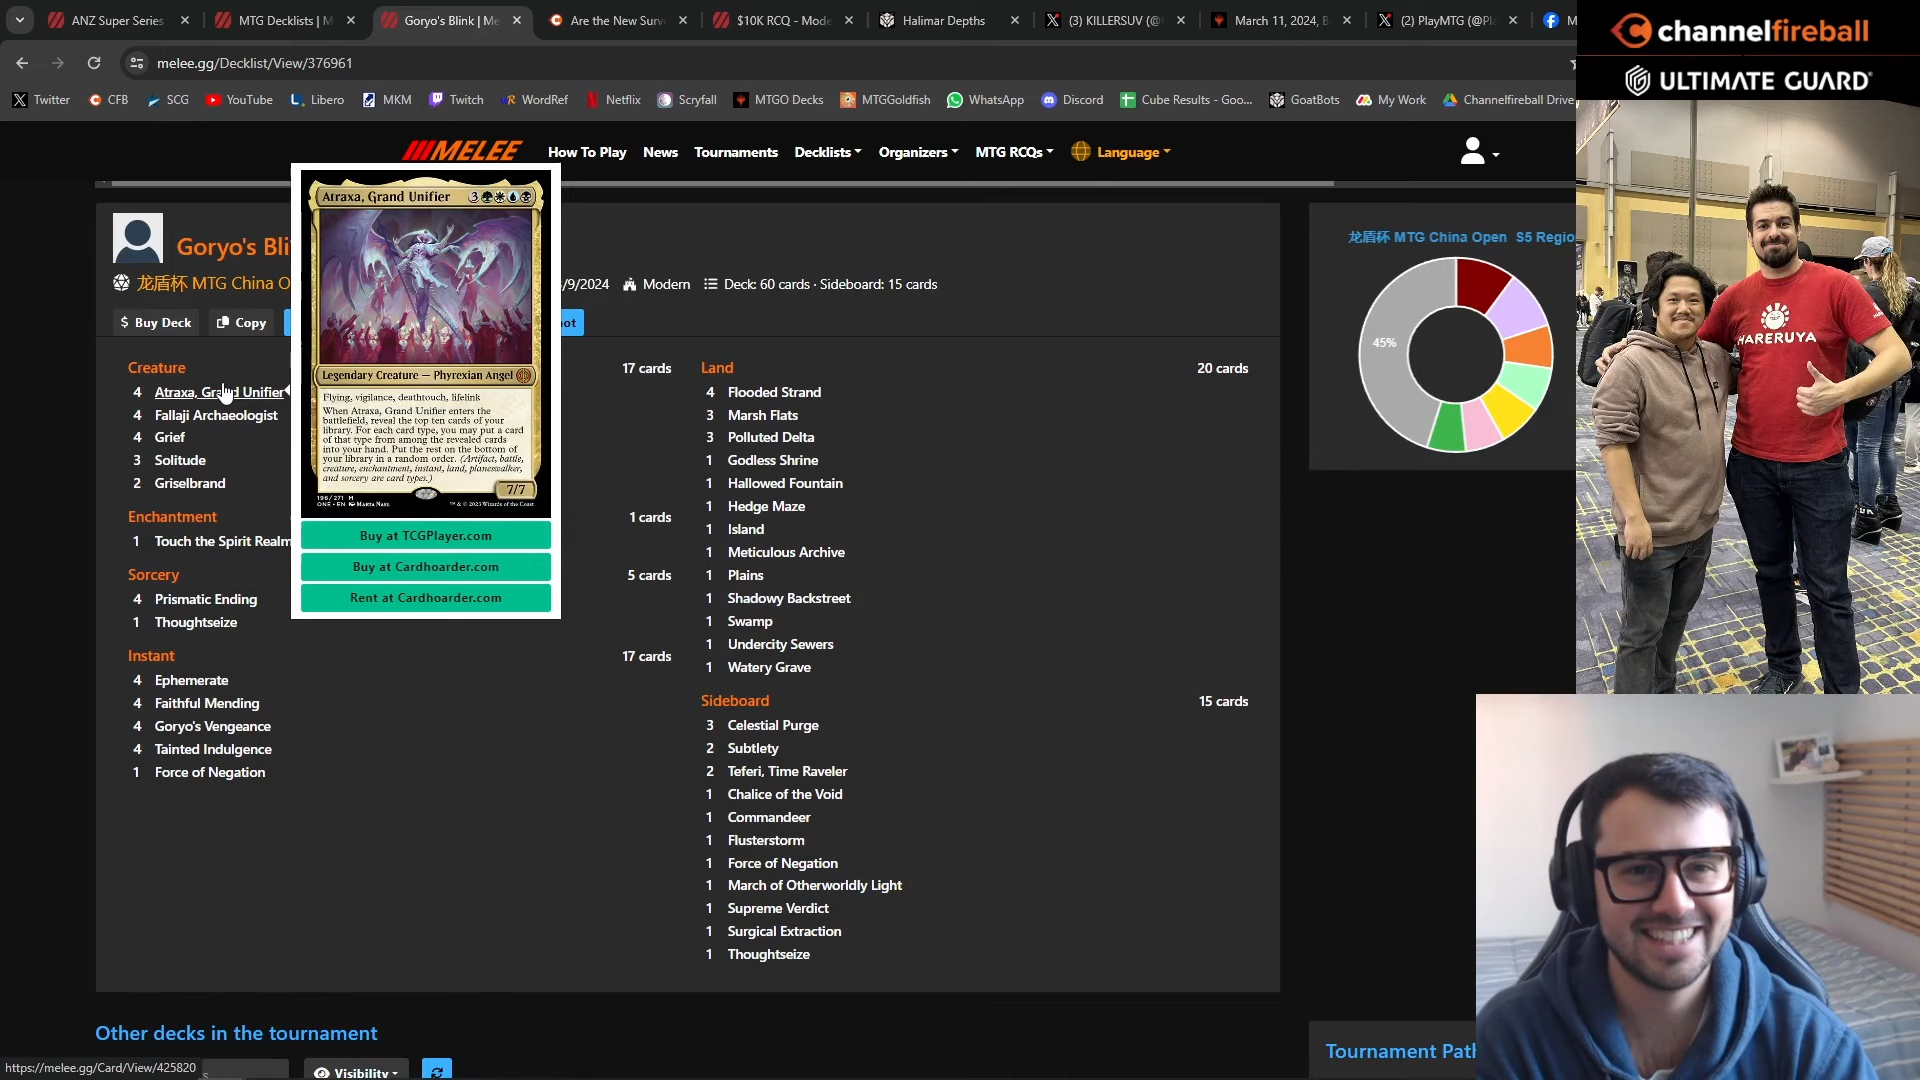 ANZ Super Series
MTG Decklists | M
Goryo's Blink | Me
Are the New Surv
$10K RCQ - Mode
Halimar Depths
(3) KILLERSUV (@
March 11, 2024, B
(2) PlayMTG (@Pl
M
melee.gg/Decklist/View/376961
Twitter
CFB
SCG
YouTube
Libero
MKM
Twitch
WordRef
Netflix
Scryfall
MTGO Decks
MTGGoldfish
WhatsApp
Discord
Cube Results - Goo...
GoatBots
My Work
Channelfireball Drive
channelfireball
ULTIMATE GUARD
MELEE
How To Play
News
Tournaments
Decklists
Organizers
MTG RCQs
Language
Goryo's Bli
龙盾杯 MTG China O
/9/2024
Modern
Deck: 60 cards · Sideboard: 15 cards
$ Buy Deck
Copy
ot
Atraxa, Grand Unifier 3
Legendary Creature — Phyrexian Angel
Flying, vigilance, deathtouch, lifelink
When Atraxa, Grand Unifier enters the
battlefield, reveal the top ten cards of your
library. For each card type, you may put a card
of that type from among the revealed cards
into your hand. Put the rest on the bottom of
your library in a random order. (Artifact, battle,
creature, enchantment, instant, land, planeswalker,
and sorcery are card types.)
7/7
196/271 M
ONE • EN MARTA NAEL
™ & © 2023 Wizards of the Coast
Buy at TCGPlayer.com
Buy at Cardhoarder.com
Rent at Cardhoarder.com
Creature 17 cards
4 Atraxa, Grand Unifier
4 Fallaji Archaeologist
4 Grief
3 Solitude
2 Griselbrand
Enchantment 1 cards
1 Touch the Spirit Realm
Sorcery 5 cards
4 Prismatic Ending
1 Thoughtseize
Instant 17 cards
4 Ephemerate
4 Faithful Mending
4 Goryo's Vengeance
4 Tainted Indulgence
1 Force of Negation
Land 20 cards
4 Flooded Strand
3 Marsh Flats
3 Polluted Delta
1 Godless Shrine
1 Hallowed Fountain
1 Hedge Maze
1 Island
1 Meticulous Archive
1 Plains
1 Shadowy Backstreet
1 Swamp
1 Undercity Sewers
1 Watery Grave
Sideboard 15 cards
3 Celestial Purge
2 Subtlety
2 Teferi, Time Raveler
1 Chalice of the Void
1 Commandeer
1 Flusterstorm
1 Force of Negation
1 March of Otherworldly Light
1 Supreme Verdict
1 Surgical Extraction
1 Thoughtseize
龙盾杯 MTG China Open S5 Regio
45%
HARERUYA
Other decks in the tournament
Tournament Path
https://melee.gg/Card/View/425820
s
Visibility